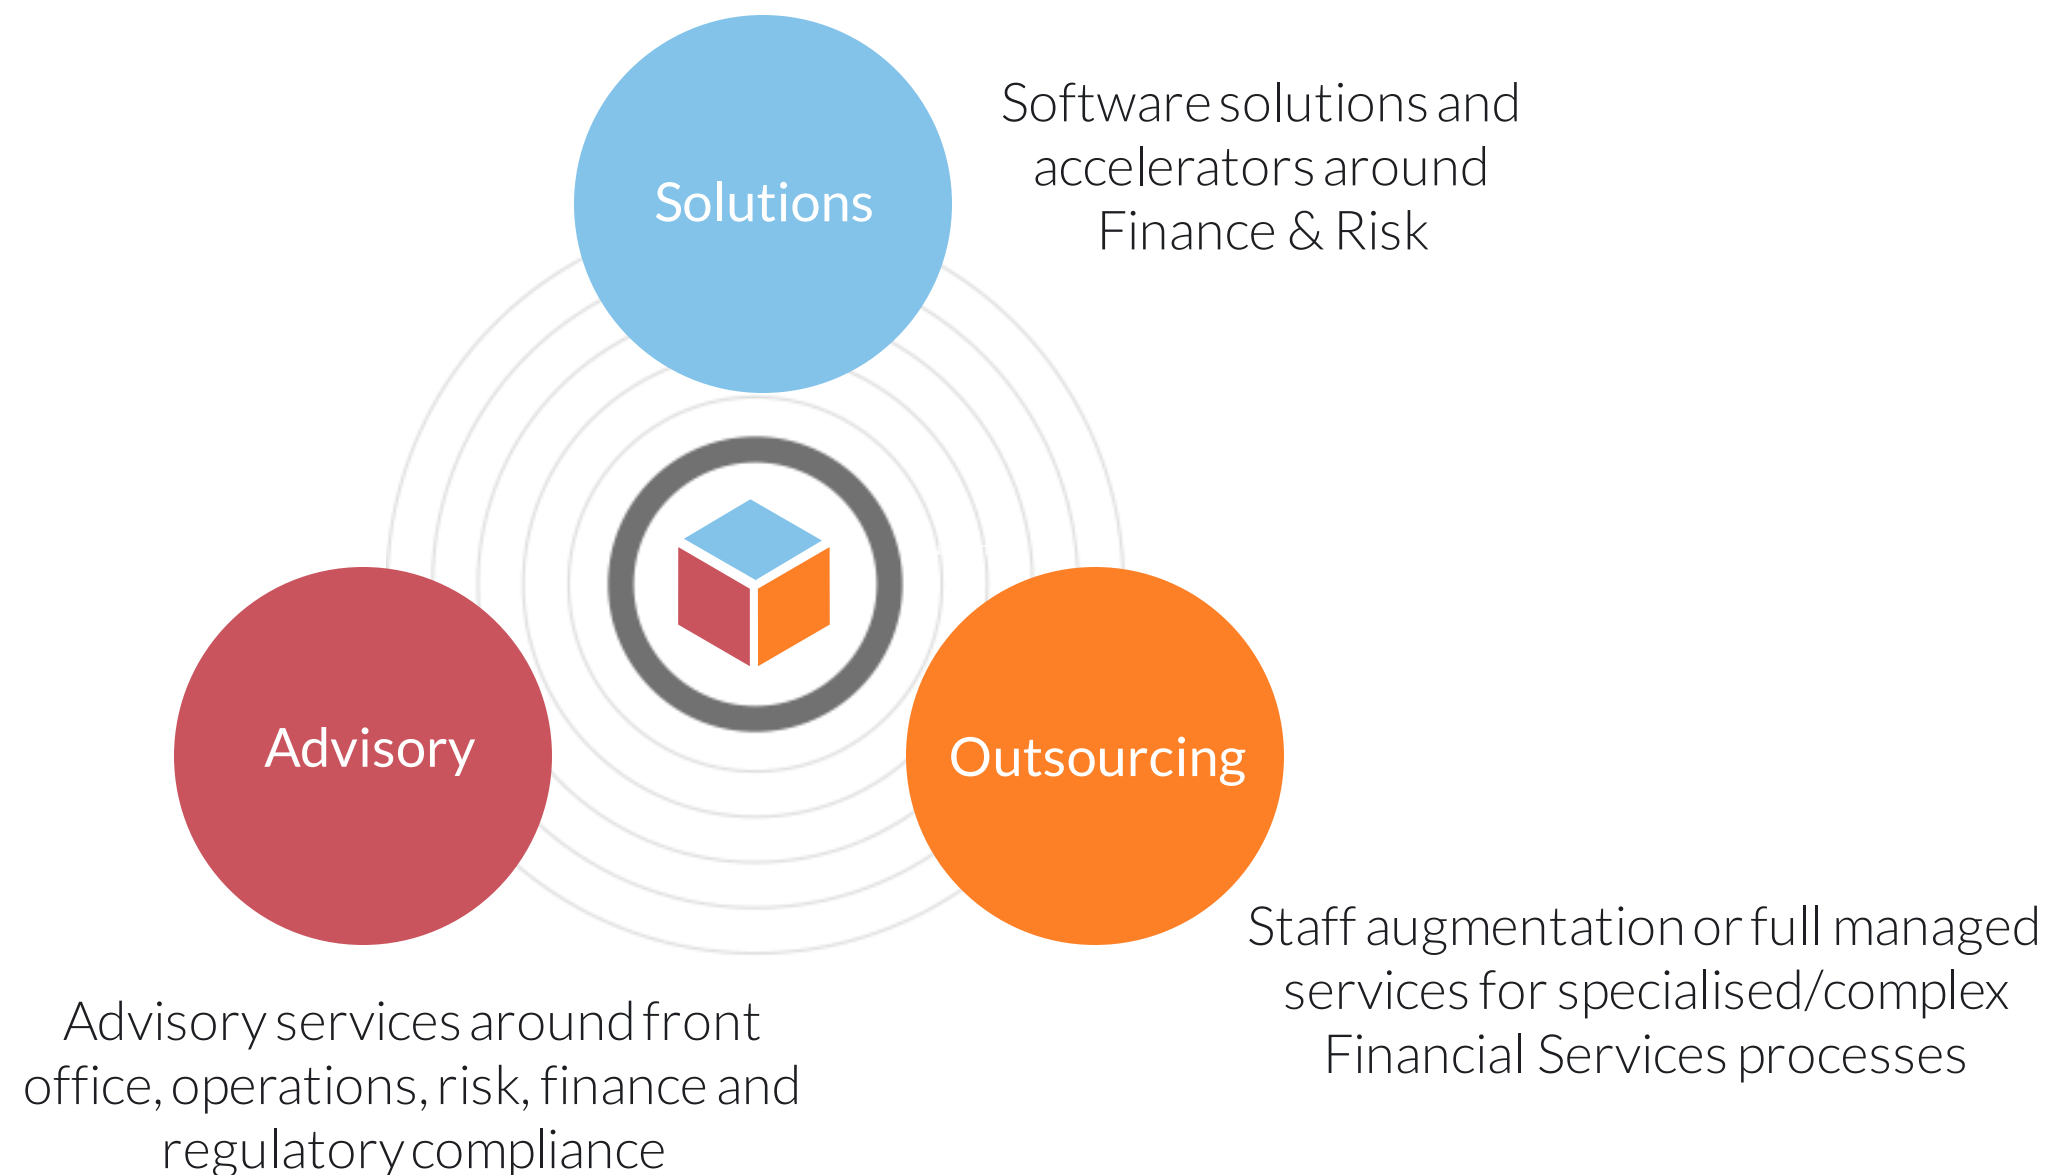 Solutions
Software solutions and
accelerators around
Finance & Risk
Advisory
Outsourcing
Staff augmentation or full managed
services for specialised/complex
Financial Services processes
Advisory services around front
office, operations, risk, finance and
regulatory compliance